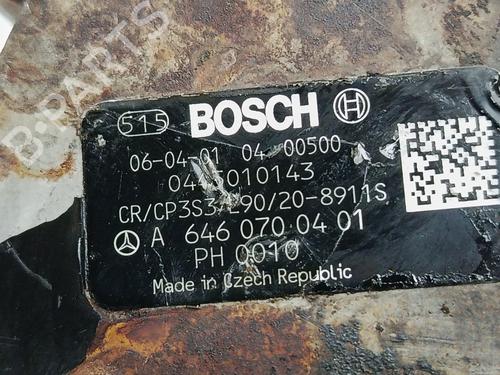 B-PARTS
515 BOSCH
06-04-01 04 00500
010143
CR/CP3S3/L90/20-8911S
A 646 070 04 01
PH 0010
Made in Czech Republic